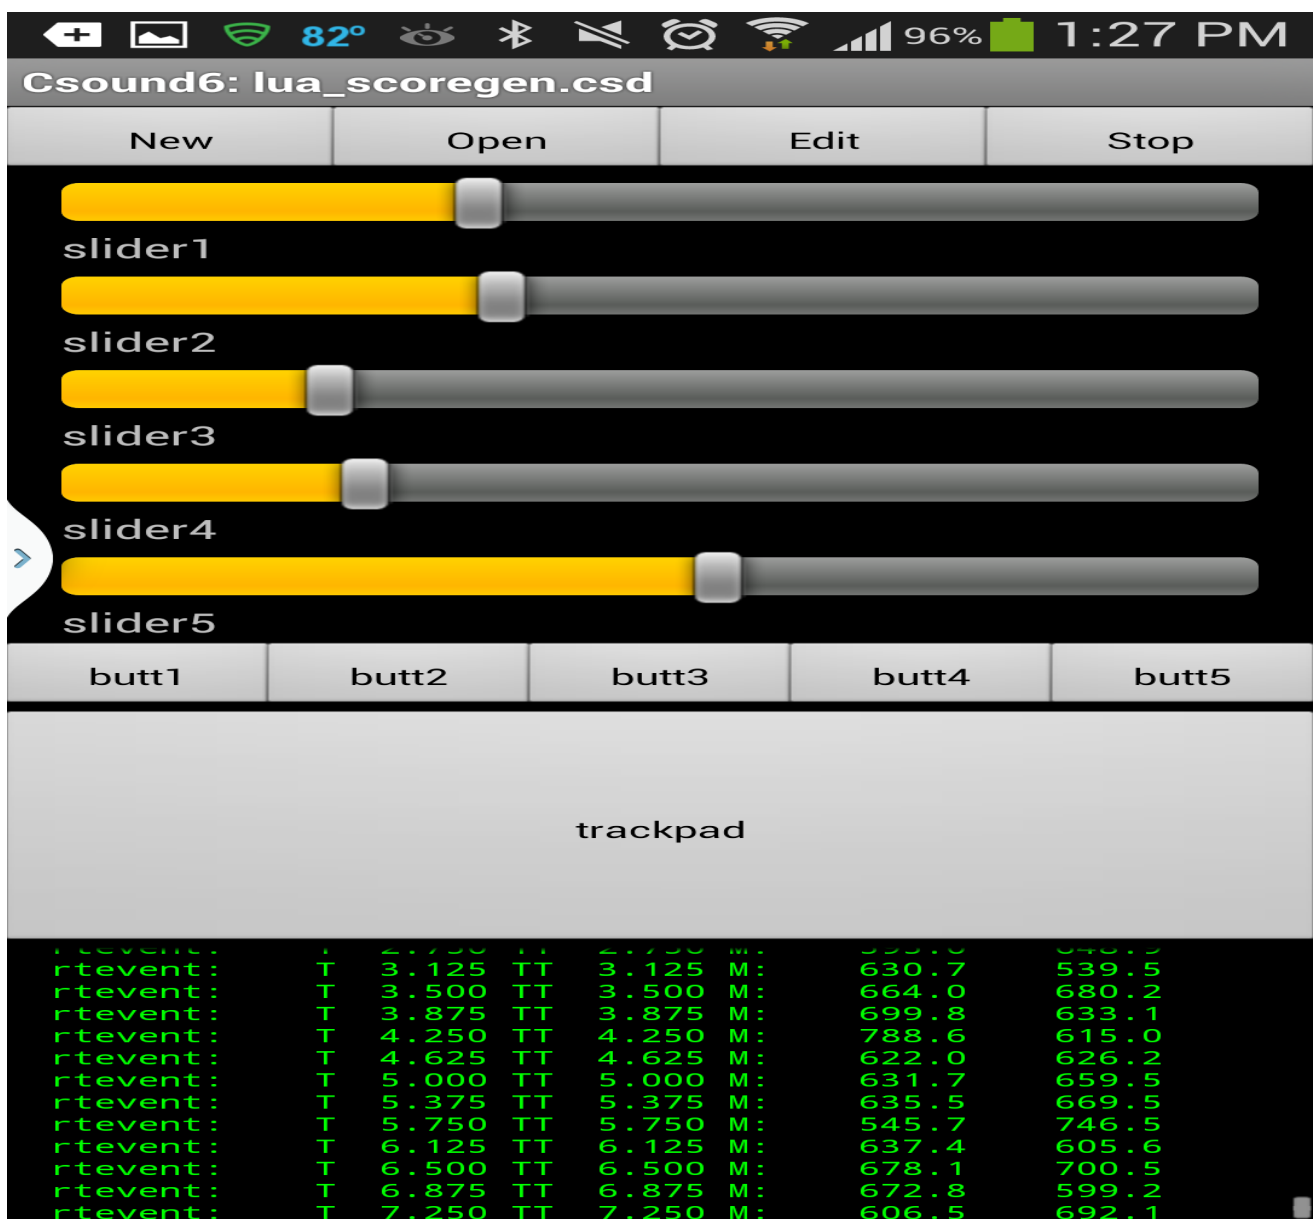 82° 96% 1:27 PM
Csound6: lua_scoregen.csd
New Open Edit Stop
slider1
slider2
slider3
slider4
slider5
butt1 butt2 butt3 butt4 butt5
trackpad
rtevent: T 3.125 TT 3.125 M: 630.7 539.5
rtevent: T 3.500 TT 3.500 M: 664.0 680.2
rtevent: T 3.875 TT 3.875 M: 699.8 633.1
rtevent: T 4.250 TT 4.250 M: 788.6 615.0
rtevent: T 4.625 TT 4.625 M: 622.0 626.2
rtevent: T 5.000 TT 5.000 M: 631.7 659.5
rtevent: T 5.375 TT 5.375 M: 635.5 669.5
rtevent: T 5.750 TT 5.750 M: 545.7 746.5
rtevent: T 6.125 TT 6.125 M: 637.4 605.6
rtevent: T 6.500 TT 6.500 M: 678.1 700.5
rtevent: T 6.875 TT 6.875 M: 672.8 599.2
rtevent: T 7.250 TT 7.250 M: 606.5 692.1